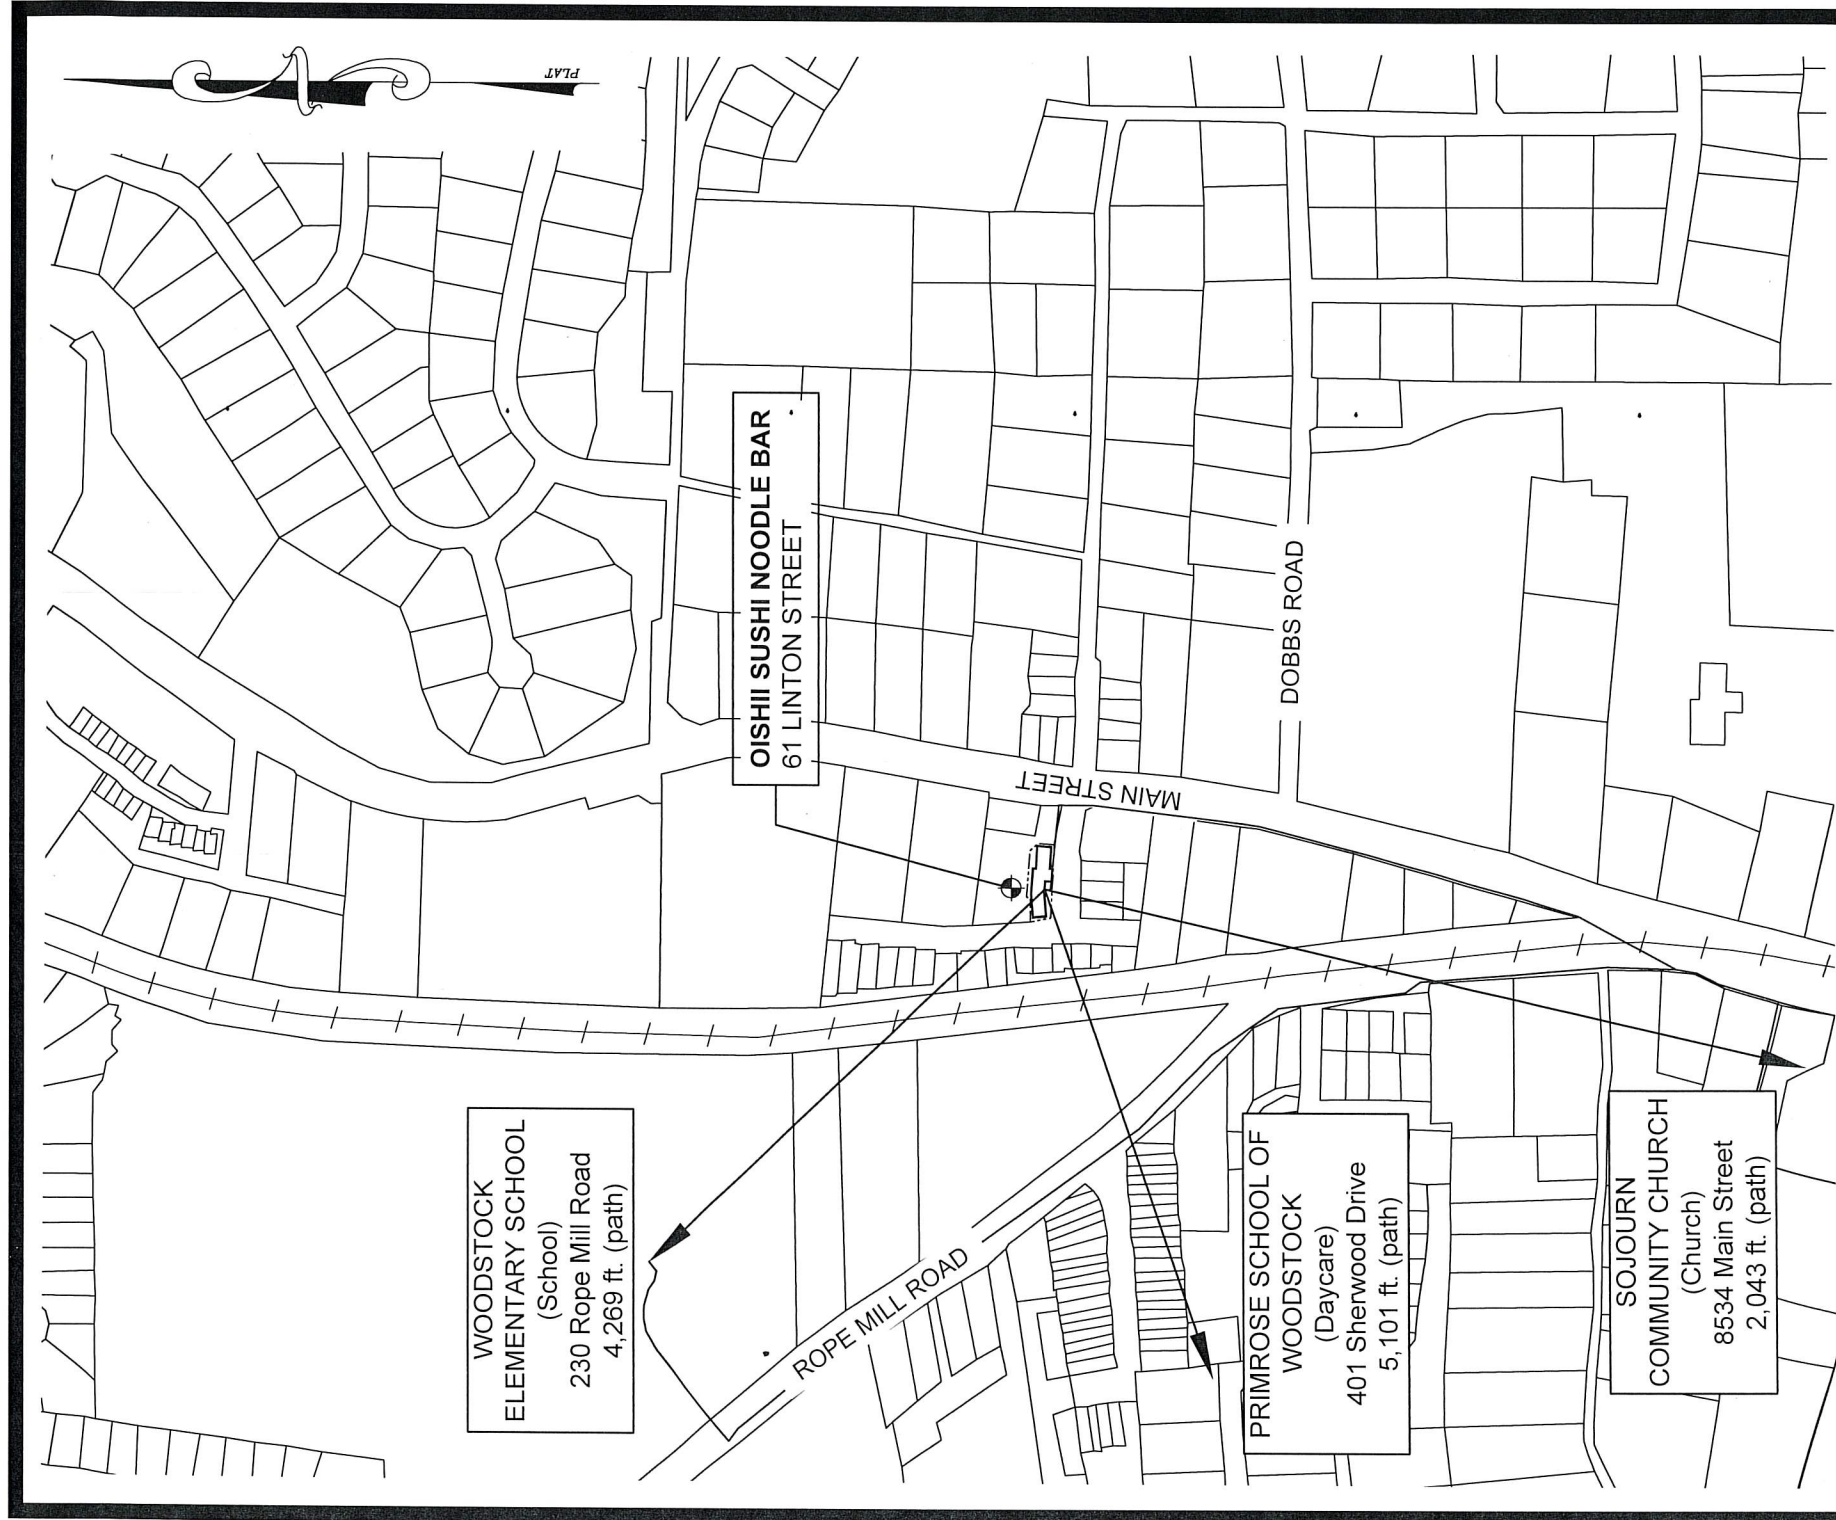 PLAT
OISHII SUSHI NOODLE BAR
61 LINTON STREET
MAIN STREET
DOBBS ROAD
ROPE MILL ROAD
WOODSTOCK
ELEMENTARY SCHOOL
(School)
230 Rope Mill Road
4,269 ft. (path)
PRIMROSE SCHOOL OF
WOODSTOCK
(Daycare)
401 Sherwood Drive
5,101 ft. (path)
SOJOURN
COMMUNITY CHURCH
(Church)
8534 Main Street
2,043 ft. (path)